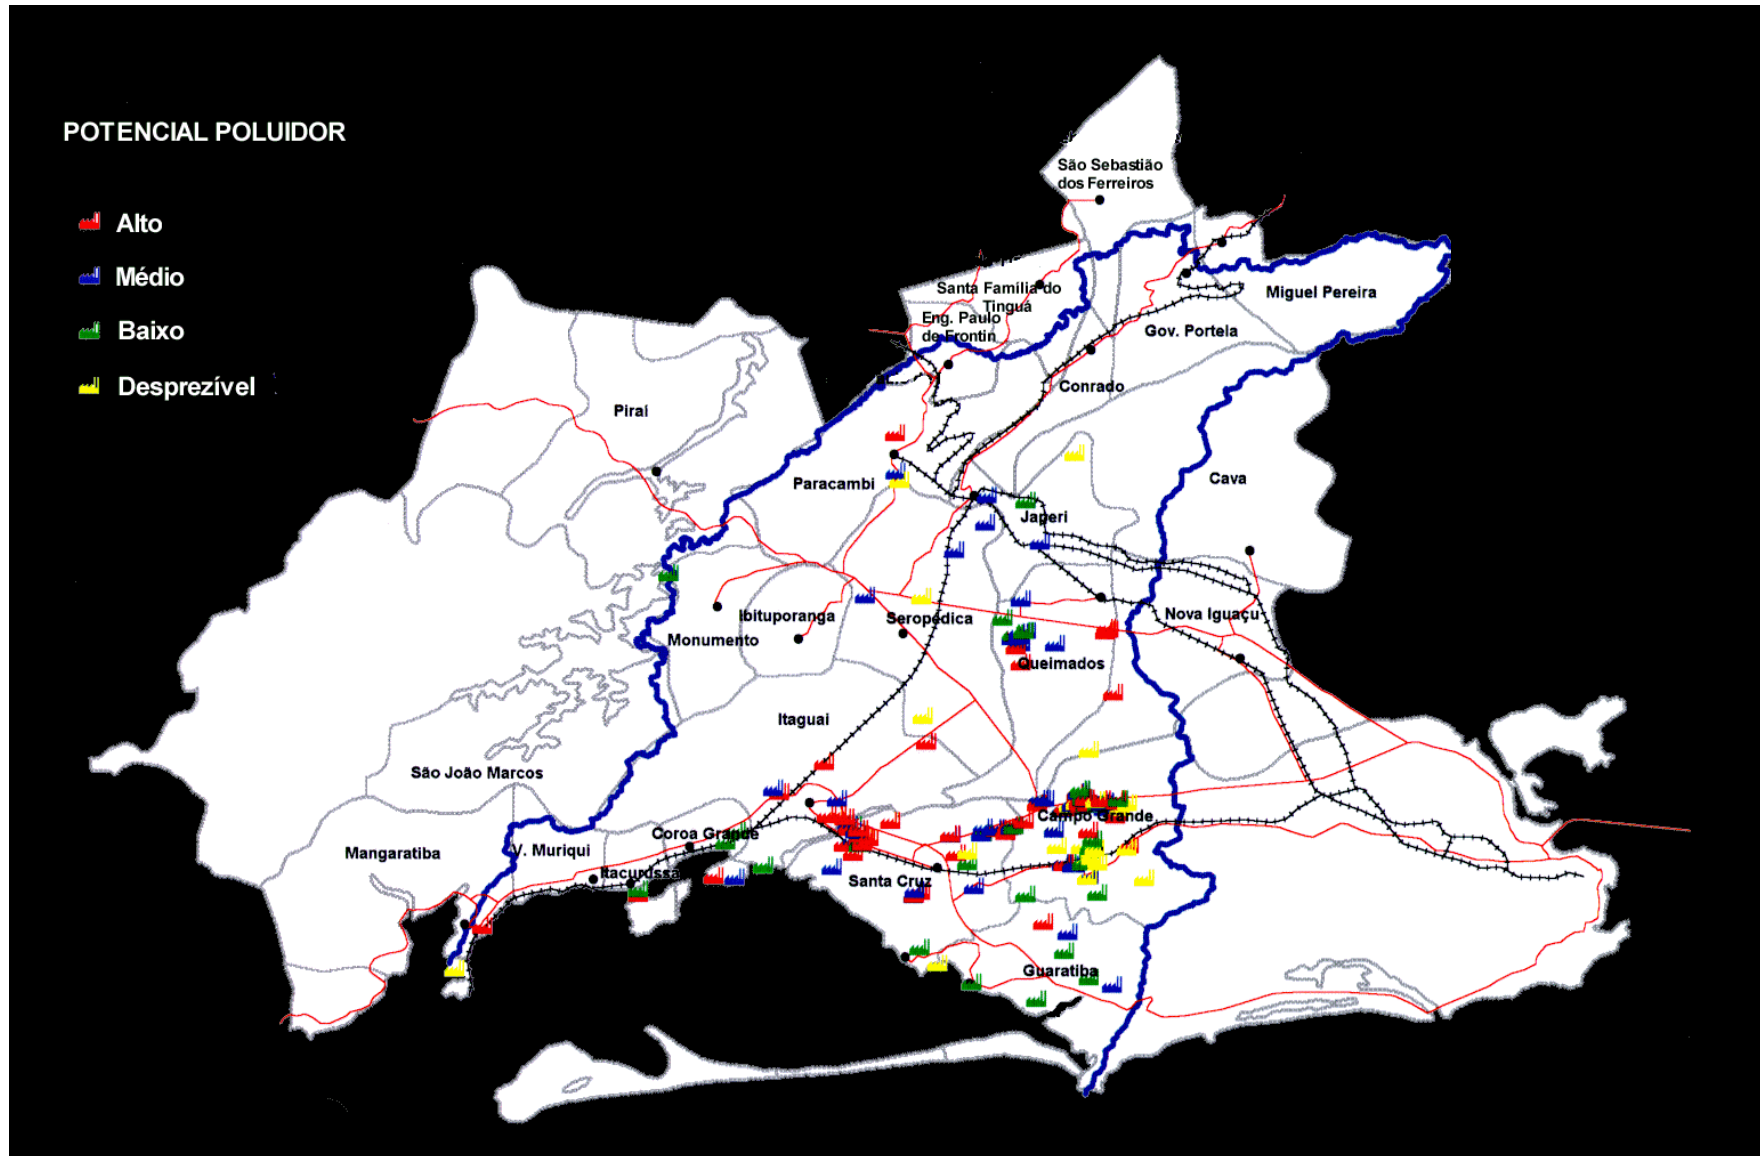 POTENCIAL POLUIDOR
Alto
Médio
Baixo
Desprezível
São Sebastião
dos Ferreiros
Santa Família do
Tinguá
Eng. Paulo
de Frontin
Miguel Pereira
Gov. Portela
Conrado
Piraí
Paracambi
Cava
Japeri
Ibituporanga
Monumento
Seropédica
Nova Iguaçu
Queimados
Itaguai
São João Marcos
Coroa Grande
Campo Grande
Mangaratiba
V. Muriqui
Itacurussá
Santa Cruz
Guaratiba